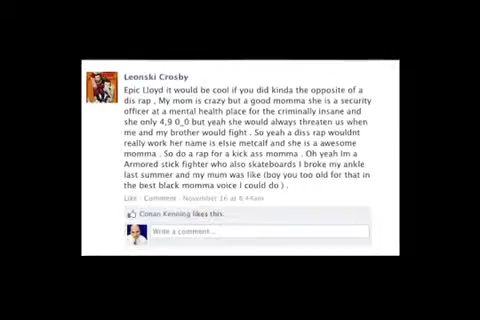 Leonski Crosby
Epic Lloyd it would be cool if you did kinda the opposite of a
dis rap , My mom is crazy but a good momma she is a security
officer at a mental health place for the criminally insane and
she only 4,9 0_0 but yeah she would always threaten us when
me and my brother would fight . So yeah a diss rap wouldnt
really work her name is elsie metcalf and she is a awesome
momma . So do a rap for a kick ass momma . Oh yeah Im a
Armored stick fighter who also skateboards I broke my ankle
last summer and my mum was like (boy you too old for that in
the best black momma voice I could do ) .
Like · Comment · November 16 at 6:44am
Conan Kenning likes this.
Write a comment...